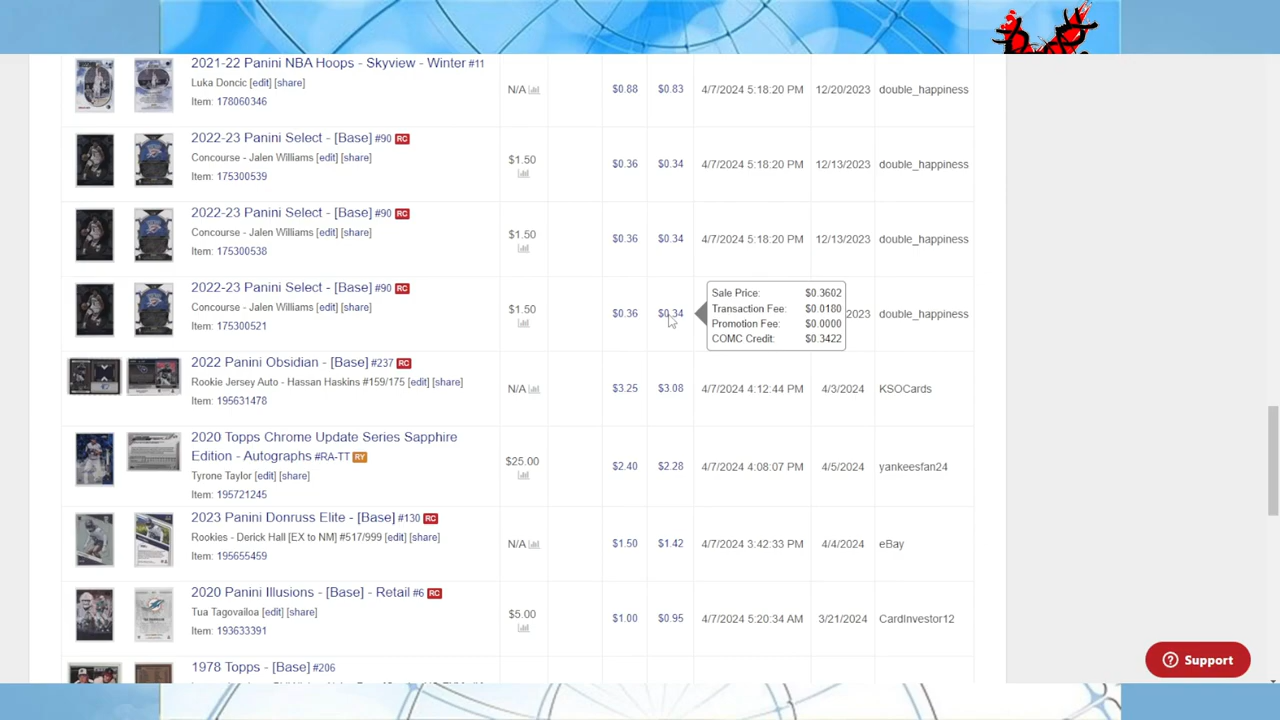 2021-22 Panini NBA Hoops - Skyview - Winter #11
Luka Doncic [edit] [share]
Item: 178060346
N/A
$0.88
$0.83
4/7/2024 5:18:20 PM
12/20/2023
double_happiness
2022-23 Panini Select - [Base] #90 RC
Concourse - Jalen Williams [edit] [share]
Item: 175300539
$1.50
$0.36
$0.34
4/7/2024 5:18:20 PM
12/13/2023
double_happiness
2022-23 Panini Select - [Base] #90 RC
Concourse - Jalen Williams [edit] [share]
Item: 175300538
$1.50
$0.36
$0.34
4/7/2024 5:18:20 PM
12/13/2023
double_happiness
2022-23 Panini Select - [Base] #90 RC
Concourse - Jalen Williams [edit] [share]
Item: 175300521
$1.50
$0.36
$0.34
Sale Price: $0.3602
Transaction Fee: $0.0180
Promotion Fee: $0.0000
COMC Credit: $0.3422
2023
double_happiness
2022 Panini Obsidian - [Base] #237 RC
Rookie Jersey Auto - Hassan Haskins #159/175 [edit] [share]
Item: 195631478
N/A
$3.25
$3.08
4/7/2024 4:12:44 PM
4/3/2024
KSOCards
2020 Topps Chrome Update Series Sapphire
Edition - Autographs #RA-TT RY
Tyrone Taylor [edit] [share]
Item: 195721245
$25.00
$2.40
$2.28
4/7/2024 4:08:07 PM
4/5/2024
yankeesfan24
2023 Panini Donruss Elite - [Base] #130 RC
Rookies - Derick Hall [EX to NM] #517/999 [edit] [share]
Item: 195655459
N/A
$1.50
$1.42
4/7/2024 3:42:33 PM
4/4/2024
eBay
2020 Panini Illusions - [Base] - Retail #6 RC
Tua Tagovailoa [edit] [share]
Item: 193633391
$5.00
$1.00
$0.95
4/7/2024 5:20:34 AM
3/21/2024
CardInvestor12
1978 Topps - [Base] #206
Support